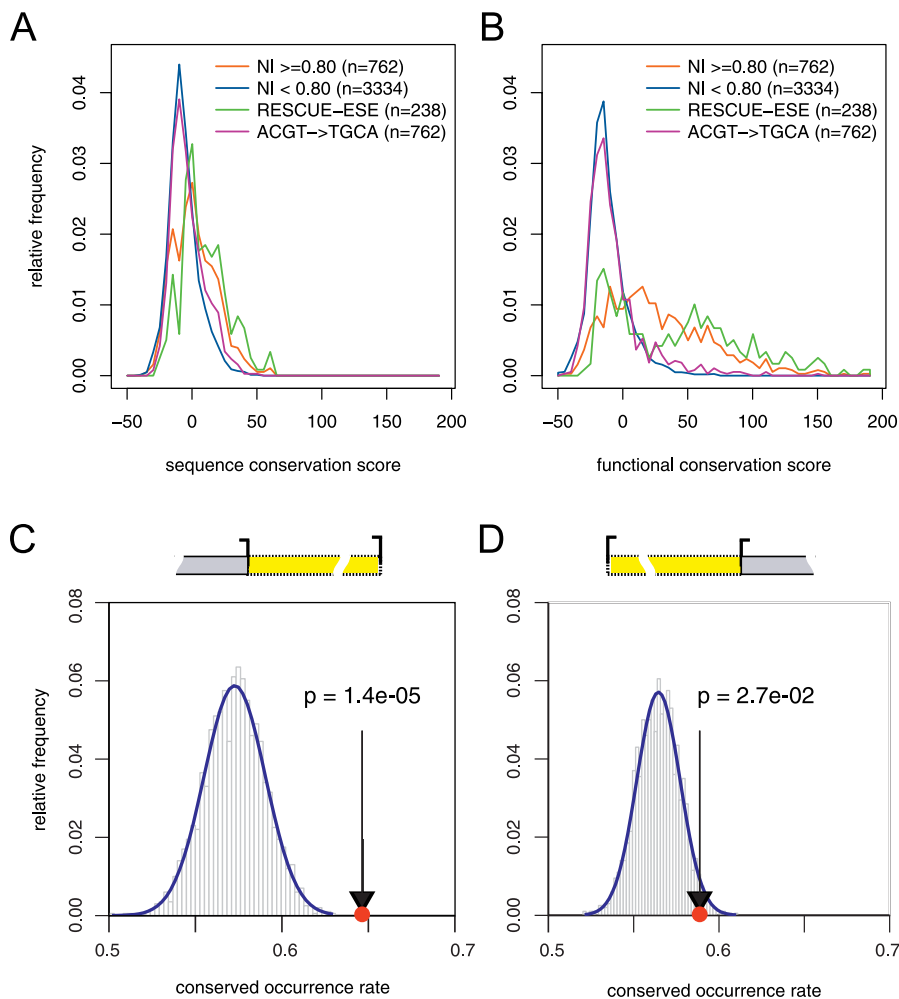 A
B
NI >=0.80 (n=762)
NI < 0.80 (n=3334)
RESCUE−ESE (n=238)
ACGT−>TGCA (n=762)
relative frequency
0.00
0.01
0.02
0.03
0.04
−50
0
50
100
150
200
sequence conservation score
NI >=0.80 (n=762)
NI < 0.80 (n=3334)
RESCUE−ESE (n=238)
ACGT−>TGCA (n=762)
0.00
0.01
0.02
0.03
0.04
−50
0
50
100
150
200
functional conservation score
C
D
relative frequency
0.00
0.02
0.04
0.06
0.08
p = 1.4e-05
0.5
0.6
0.7
conserved occurrence rate
0.00
0.02
0.04
0.06
0.08
p = 2.7e-02
0.5
0.6
0.7
conserved occurrence rate